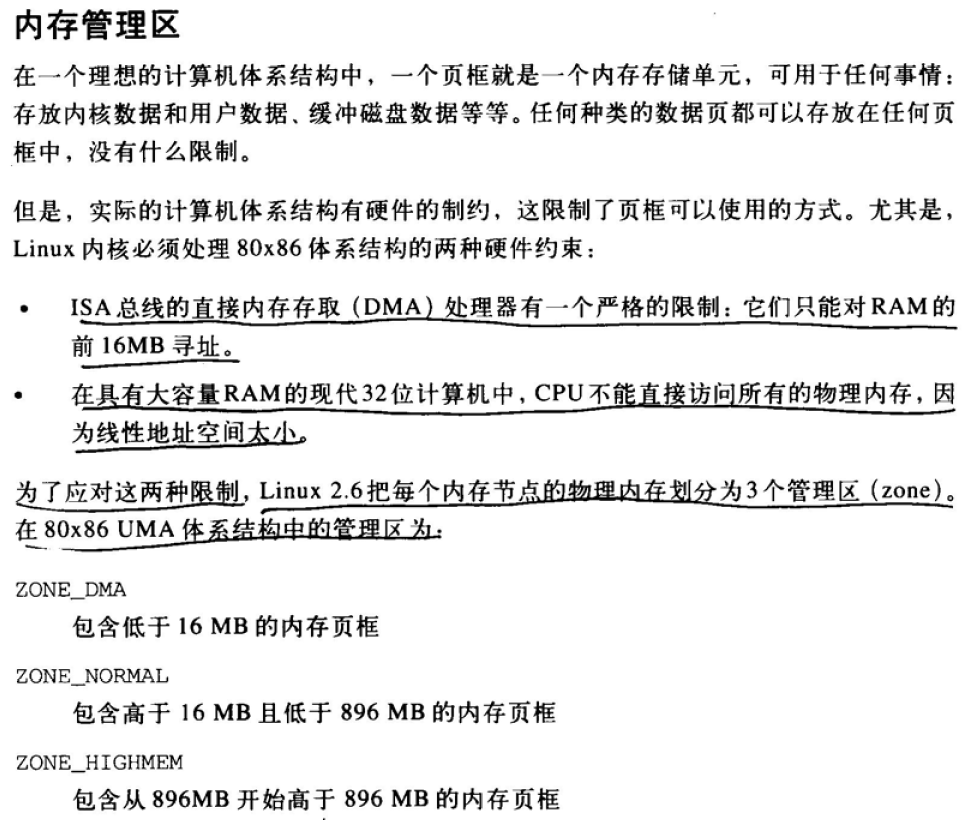 内存管理区
在一个理想的计算机体系结构中，一个页框就是一个内存存储单元，可用于任何事情：
存放内核数据和用户数据、缓冲磁盘数据等等。任何种类的数据页都可以存放在任何页
框中，没有什么限制。
但是，实际的计算机体系结构有硬件的制约，这限制了页框可以使用的方式。尤其是，
Linux 内核必须处理 80x86 体系结构的两种硬件约束：
• ISA 总线的直接内存存取（DMA）处理器有一个严格的限制：它们只能对 RAM 的
前 16MB 寻址。
• 在具有大容量RAM的现代32位计算机中，CPU不能直接访问所有的物理内存，因
为线性地址空间太小。
为了应对这两种限制，Linux 2.6把每个内存节点的物理内存划分为3个管理区（zone）。
在 80x86 UMA 体系结构中的管理区为：
ZONE_DMA
包含低于 16 MB 的内存页框
ZONE_NORMAL
包含高于 16 MB 且低于 896 MB 的内存页框
ZONE_HIGHMEM
包含从 896MB 开始高于 896 MB 的内存页框